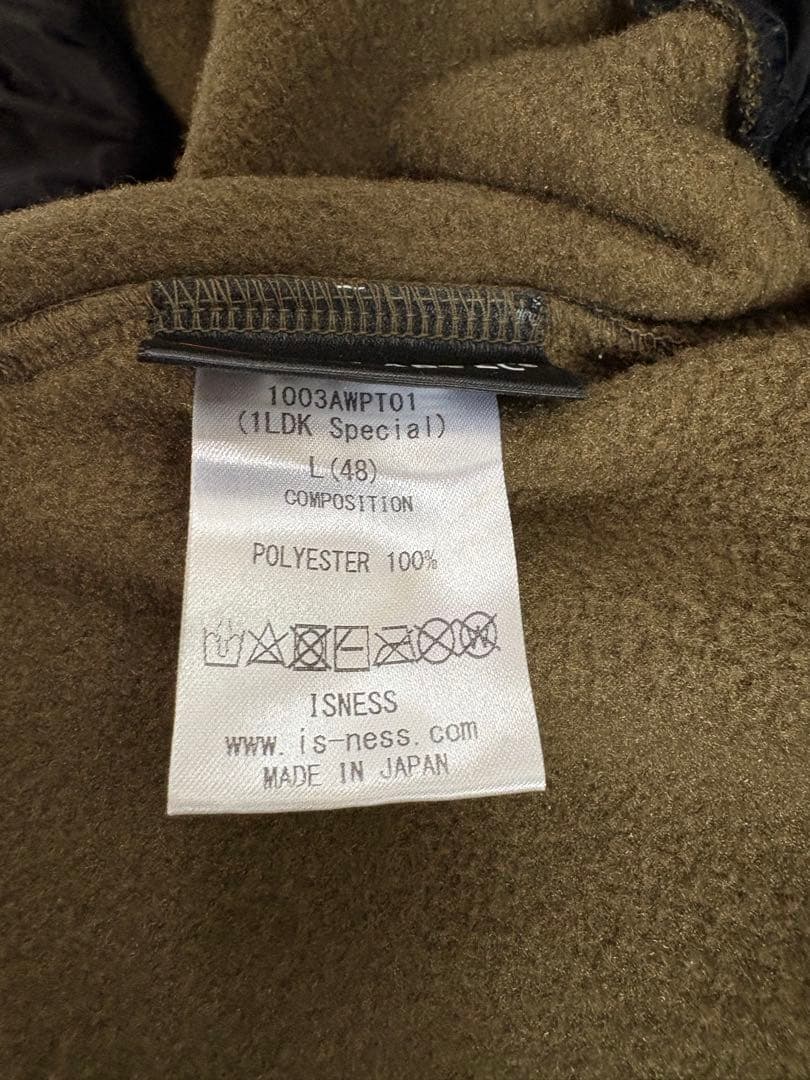 1003AWPT01
(1LDK Special)
L(48)
COMPOSITION
POLYESTER 100%
ISNESS
www.is-ness.com
MADE IN JAPAN